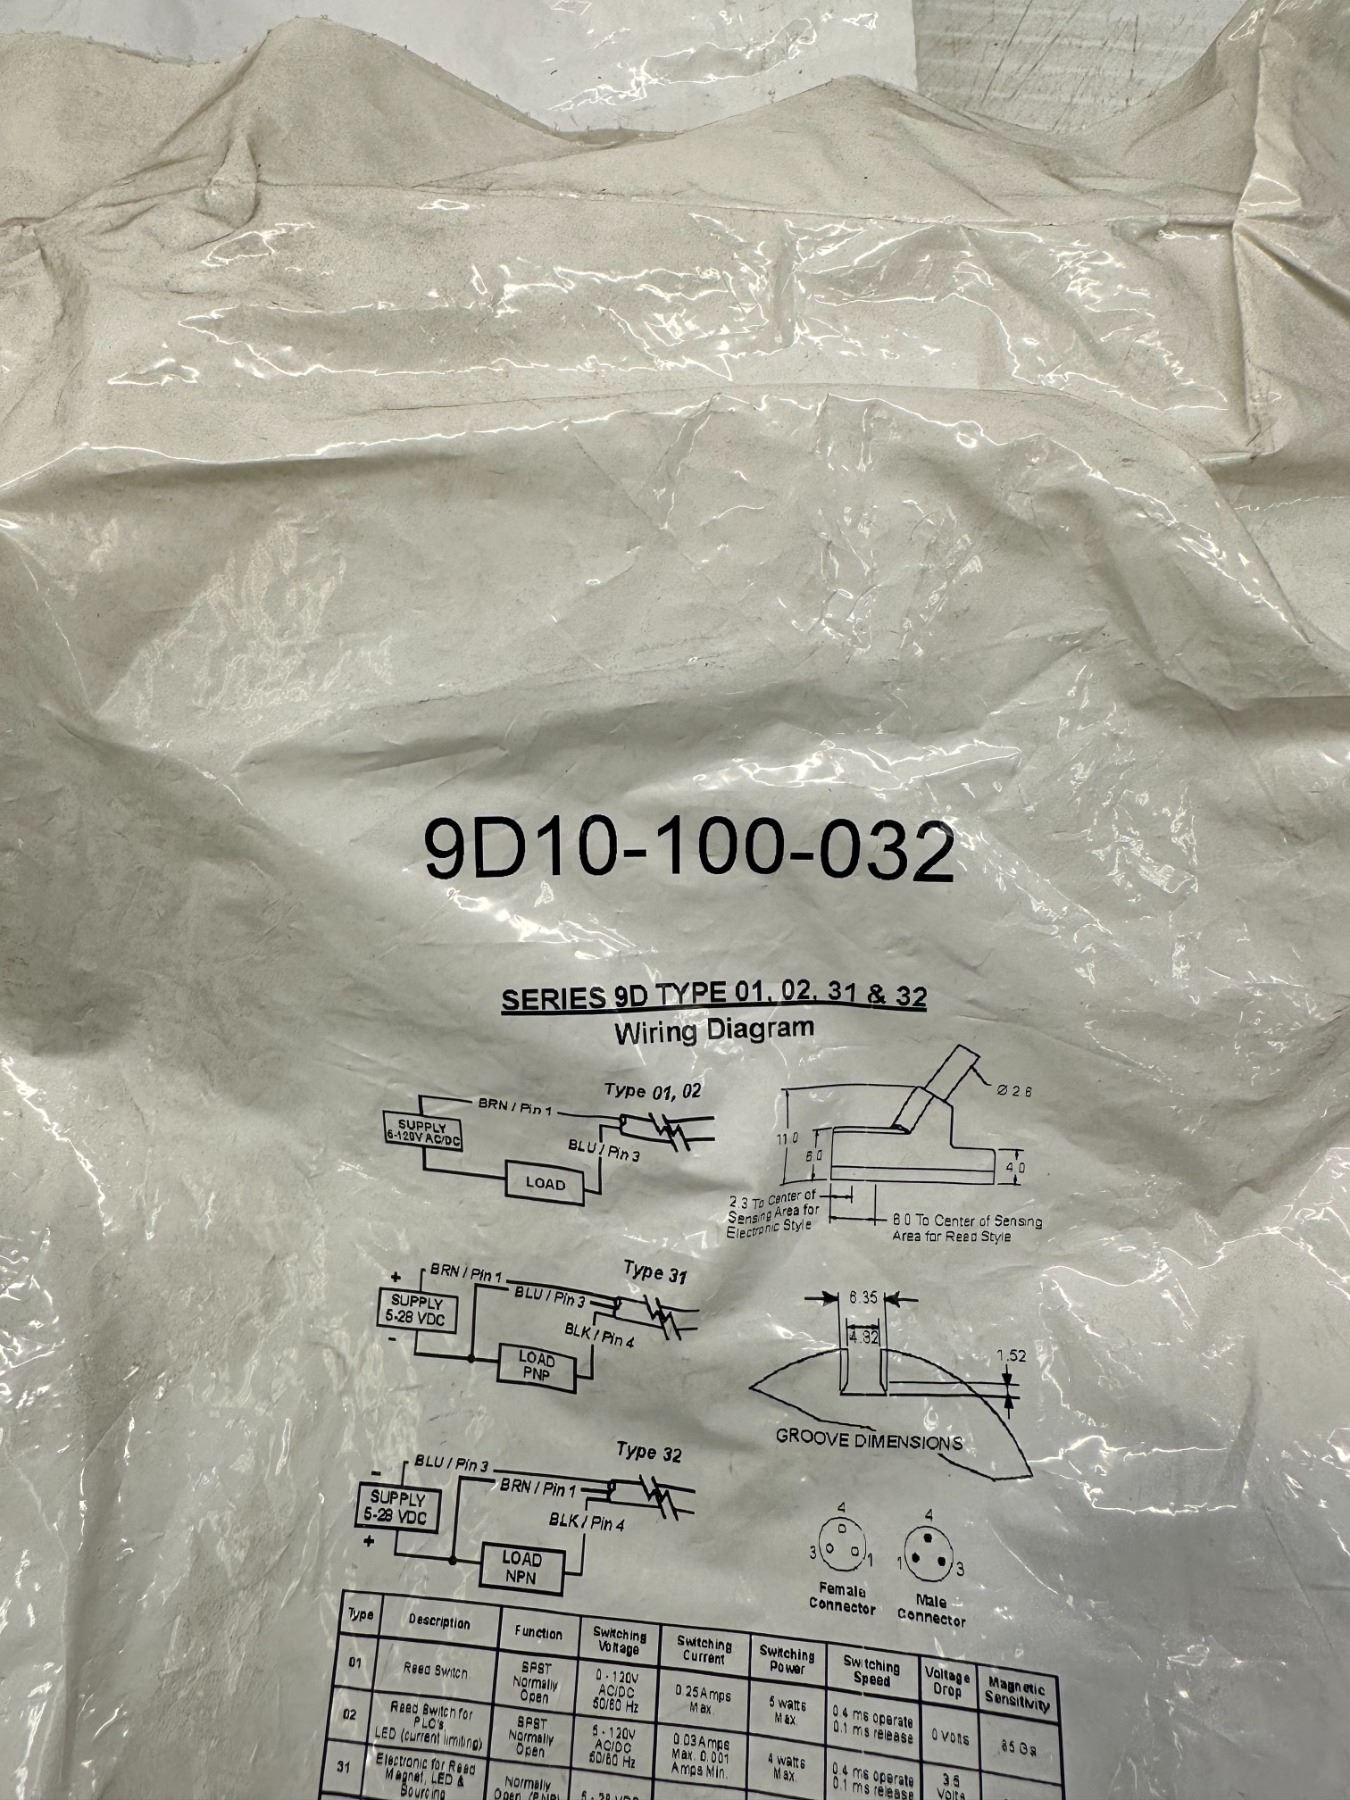 9D10-100-032
SERIES 9D TYPE 01, 02, 31 & 32
Wiring Diagram
Type 01, 02
BRN / Pin 1
SUPPLY
6-120V AC/DC
BLU / Pin 3
LOAD
Ø 2.6
11.0
6.0
4.0
2.3 To Center of
Sensing Area for
Electronic Style
8.0 To Center of Sensing
Area for Reed Style
Type 31
+
BRN / Pin 1
BLU / Pin 3
SUPPLY
5-28 VDC
-
BLK / Pin 4
LOAD
PNP
6.35
4.82
1.52
GROOVE DIMENSIONS
Type 32
-
BLU / Pin 3
BRN / Pin 1
SUPPLY
5-28 VDC
+
BLK / Pin 4
LOAD
NPN
4
3
1
Female
Connector
4
1
3
Male
Connector
Type Description Function Switching Voltage Switching Current Switching Power Switching Speed Voltage Drop Magnetic Sensitivity
01 Reed Switch SPST Normally Open 0 - 120V AC/DC 50/60 Hz 0.25 Amps Max. 5 watts Max. 0.4 ms operate 0.1 ms release 0 Volts 85 Gs
02 Reed Switch for PLC's LED (current limiting) SPST Normally Open 5 - 120V AC/DC 50/60 Hz 0.03 Amps Max. 0.001 Amps Min. 4 watts Max. 0.4 ms operate 0.1 ms release 3.5 Volts
31 Electronic for Reed Magnet, LED & Sourcing Normally Open (PNP) 5 - 28 VDC